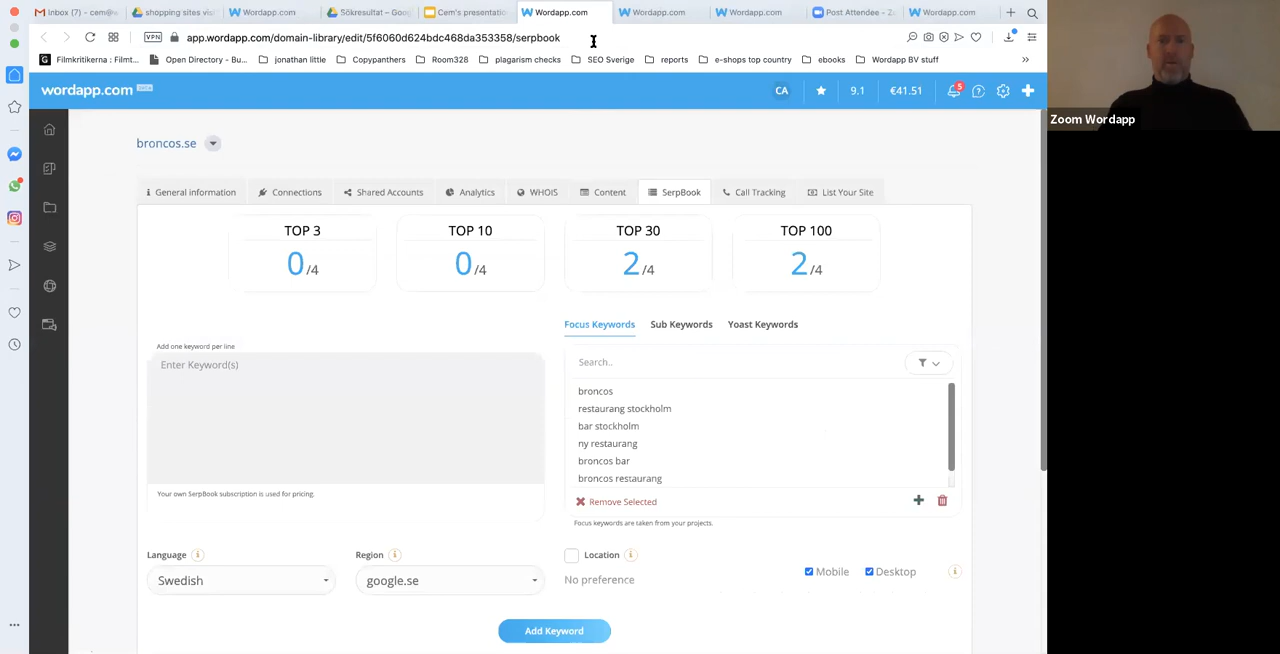 Inbox (7) – cem@w
shopping sites visi
Wordapp.com
Sökresultat – Goo
Cem's presentatio
Wordapp.com
Wordapp.com
Wordapp.com
Post Attendee - Z
Wordapp.com
VPN
app.wordapp.com/domain-library/edit/5f6060d624bdc468da353358/serpbook
Filmkritikerna : Filmt...
Open Directory - Bu...
jonathan little
Copypanthers
Room328
plagarism checks
SEO Sverige
reports
e-shops top country
ebooks
Wordapp BV stuff
wordapp.com beta
CA
9.1
€41.51
5
Zoom Wordapp
broncos.se
General information
Connections
Shared Accounts
Analytics
WHOIS
Content
SerpBook
Call Tracking
List Your Site
TOP 3
0/4
TOP 10
0/4
TOP 30
2/4
TOP 100
2/4
Add one keyword per line
Enter Keyword(s)
Your own SerpBook subscription is used for pricing.
Focus Keywords
Sub Keywords
Yoast Keywords
Search..
broncos
restaurang stockholm
bar stockholm
ny restaurang
broncos bar
broncos restaurang
Remove Selected
Focus keywords are taken from your projects.
Language
Swedish
Region
google.se
Location
No preference
Mobile
Desktop
Add Keyword